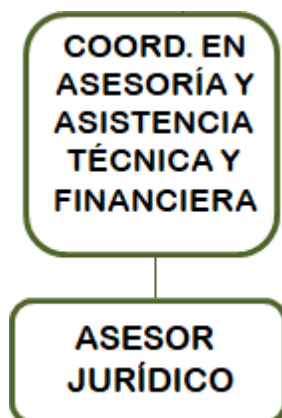 COORD. EN
ASESORÍA Y
ASISTENCIA
TÉCNICA Y
FINANCIERA
ASESOR
JURÍDICO